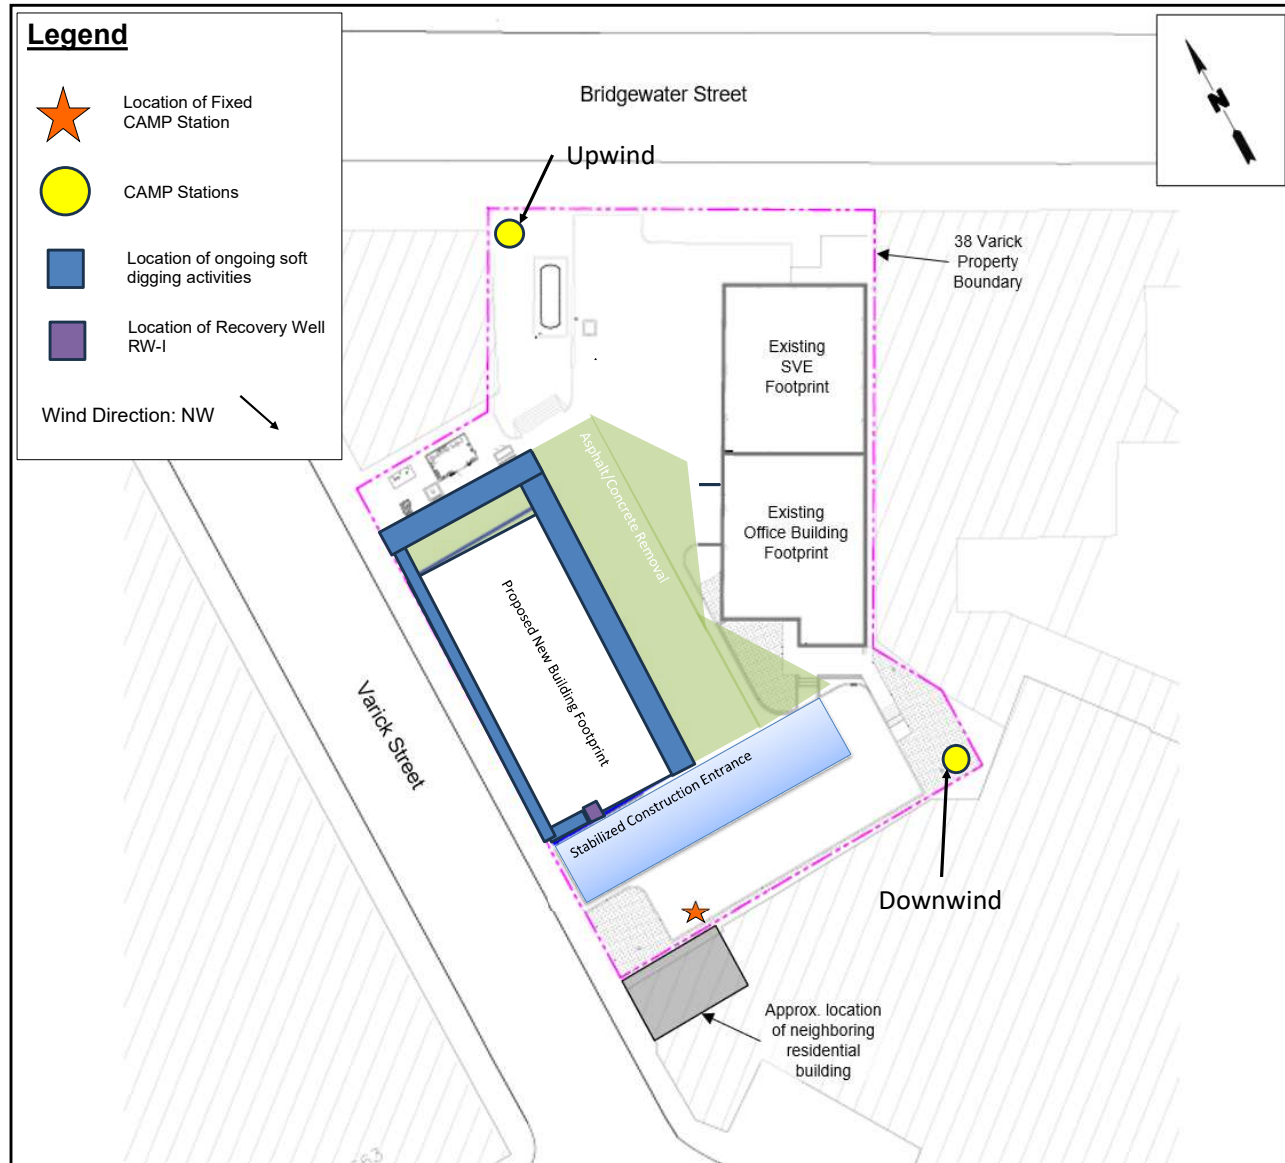 Legend
Location of Fixed
CAMP Station
CAMP Stations
Location of ongoing soft
digging activities
Location of Recovery Well
RW-I
Wind Direction: NW
Bridgewater Street
N
Upwind
38 Varick
Property
Boundary
Existing
SVE
Footprint
Asphalt/Concrete Removal
Existing
Office Building
Footprint
Proposed New Building Footprint
Varick Street
Stabilized Construction Entrance
Downwind
Approx. location
of neighboring
residential
building